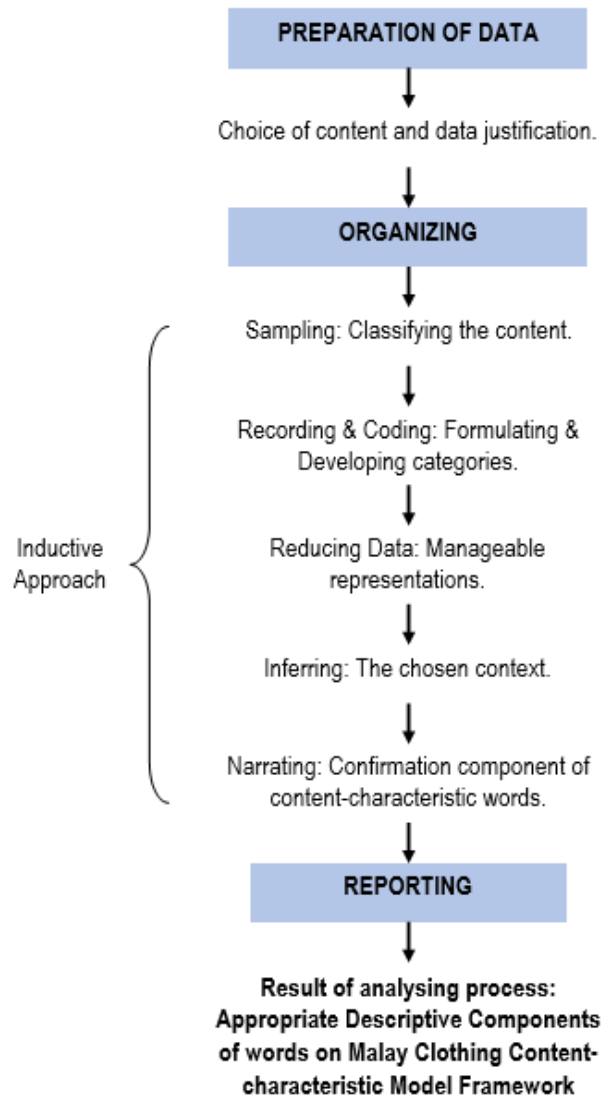 PREPARATION OF DATA
Choice of content and data justification.
ORGANIZING
Sampling: Classifying the content.
Recording & Coding: Formulating &
Developing categories.
Inductive
Approach
Reducing Data: Manageable
representations.
Inferring: The chosen context.
Narrating: Confirmation component of
content-characteristic words.
REPORTING
Result of analysing process:
Appropriate Descriptive Components
of words on Malay Clothing Content-
characteristic Model Framework